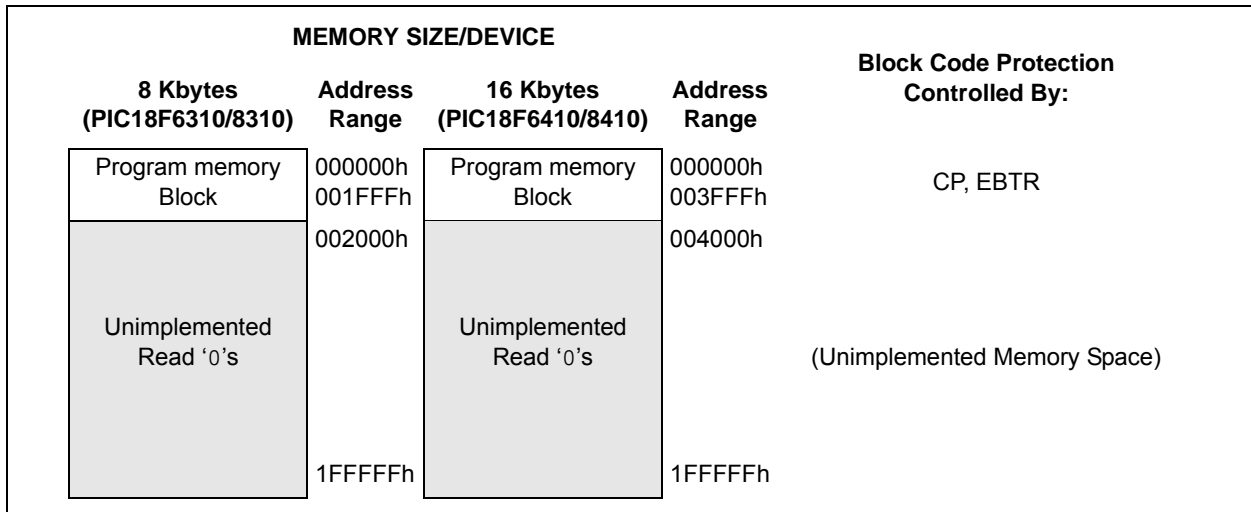 MEMORY SIZE/DEVICE
Block Code Protection
Controlled By:
8 Kbytes
(PIC18F6310/8310)
Address
Range
16 Kbytes
(PIC18F6410/8410)
Address
Range
Program memory
Block
000000h
001FFFh
Program memory
Block
000000h
003FFFh
CP, EBTR
002000h
004000h
Unimplemented
Read ‘0’s
Unimplemented
Read ‘0’s
(Unimplemented Memory Space)
1FFFFFh
1FFFFFh